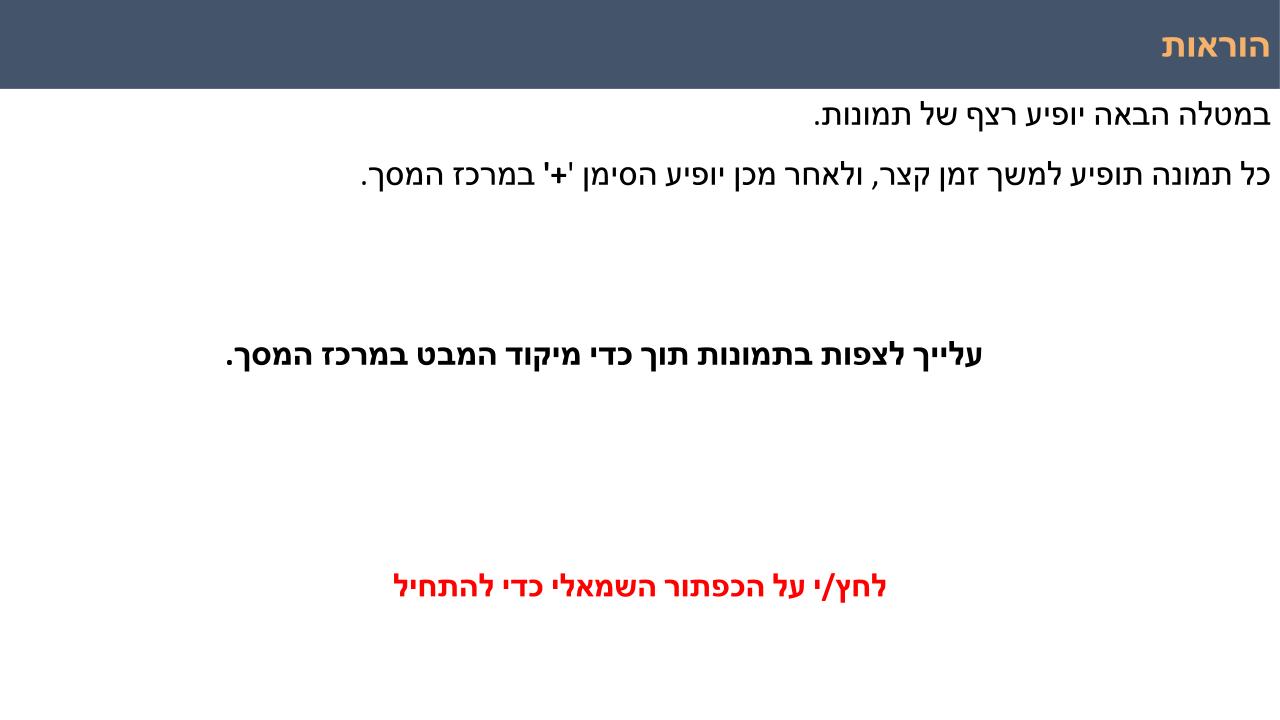 הוראות
במטלה הבאה יופיע רצף של תמונות.
כל תמונה תופיע למשך זמן קצר, ולאחר מכן יופיע הסימן '+' במרכז המסך.
עלייך לצפות בתמונות תוך כדי מיקוד המבט במרכז המסך.
לחץ/י על הכפתור השמאלי כדי להתחיל